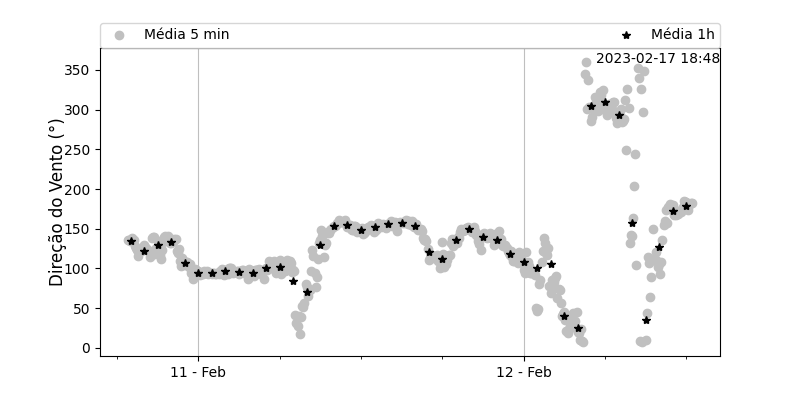 Média 5 min
Média 1h
2023-02-17 18:48
Direção do Vento (°)
350
300
250
200
150
100
50
0
11 - Feb
12 - Feb